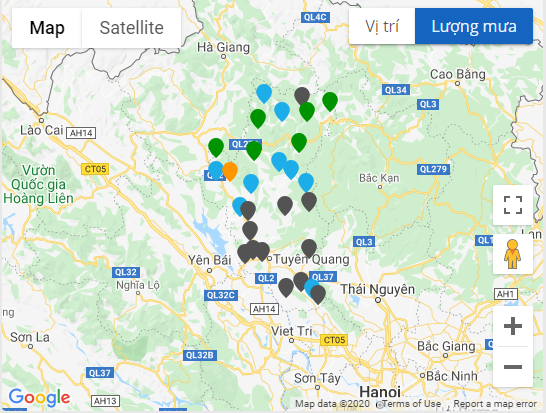 Map
Satellite
Vị trí
Lượng mưa
QL4C
Hà Giang
Cao Bằng
QL34
QL3
Lào Cai
AH14
CT05
Vườn
Quốc gia
Hoàng Liên
QL279
Bắc Kạn
QL3
Tuyên Quang
Yên Bái
QL32
Nghĩa Lộ
QL32C
QL2
QL37
AH14
Thái Nguyên
AH1
Sơn La
Việt Trì
CT05
QL32B
Bắc Giang
QL37
Sơn Tây
Bắc Ninh
Hanoi
Google
Map data ©2020
Terms of Use
Report a map error